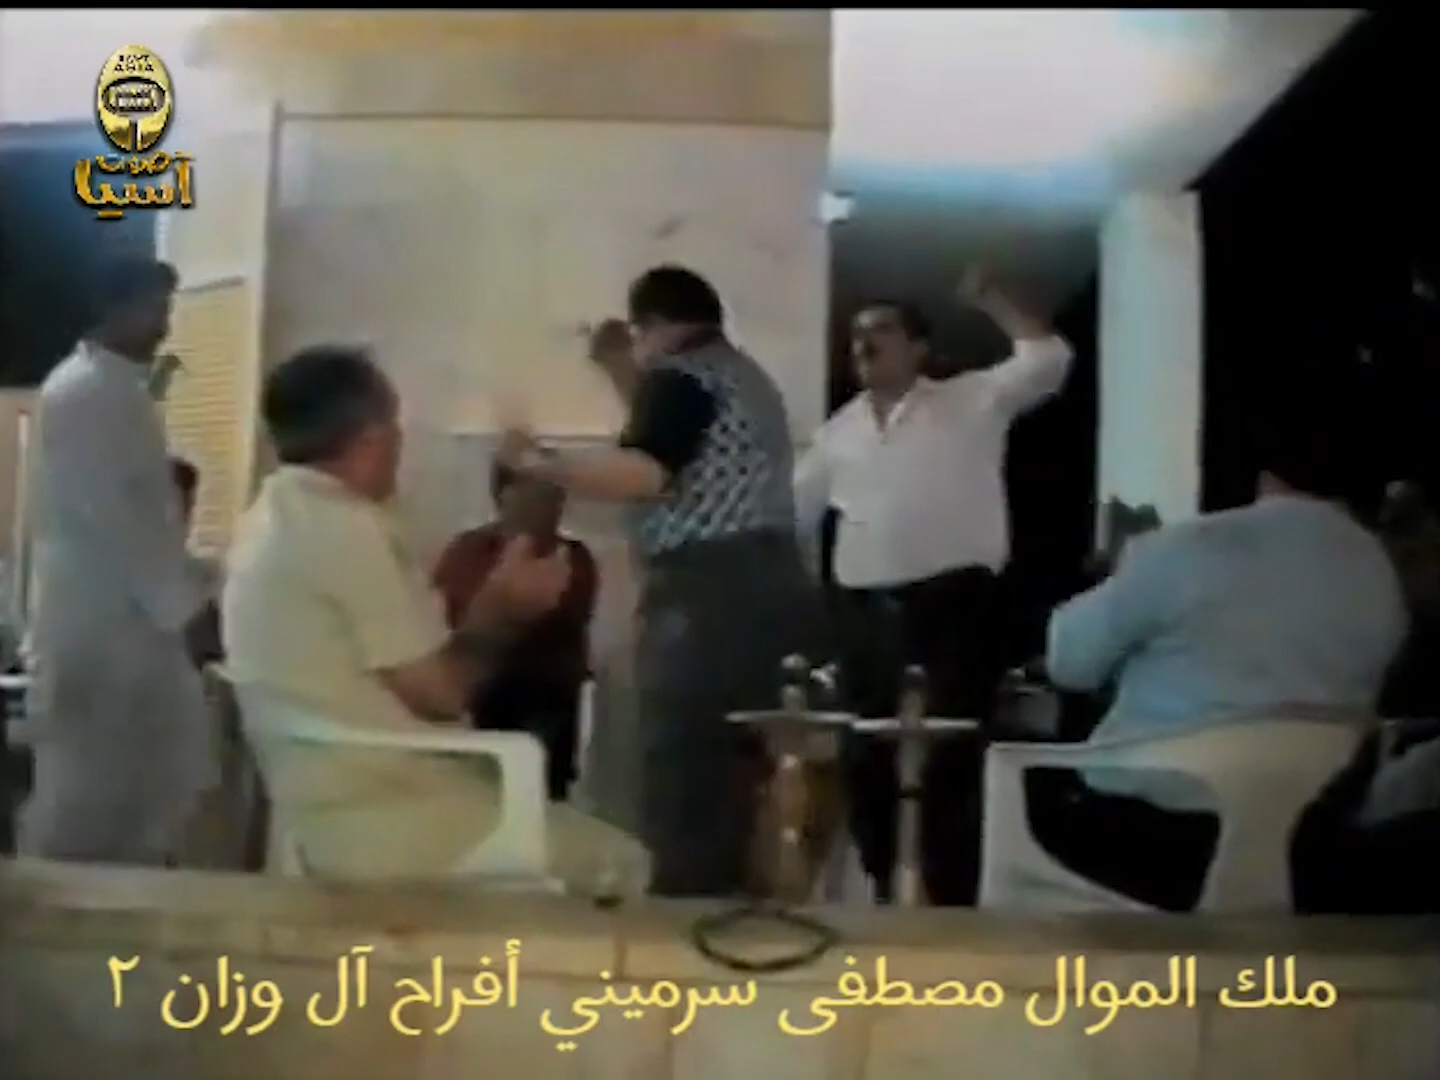 صوت
آسيا
ملك الموال مصطفى سرميني أفراح آل وزان ٢